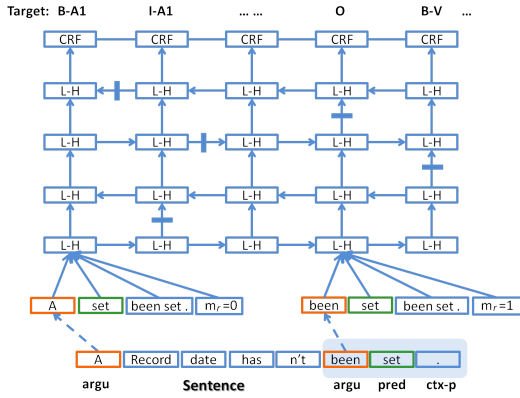 Target: B-A1 I-A1 ... ... O B-V ...
CRF CRF CRF CRF CRF
L-H L-H L-H L-H L-H
L-H L-H L-H L-H L-H
L-H L-H L-H L-H L-H
L-H L-H L-H L-H L-H
A set been set . mᵣ=0 been set been set . mᵣ=1
A Record date has n't been set .
argu Sentence argu pred ctx-p